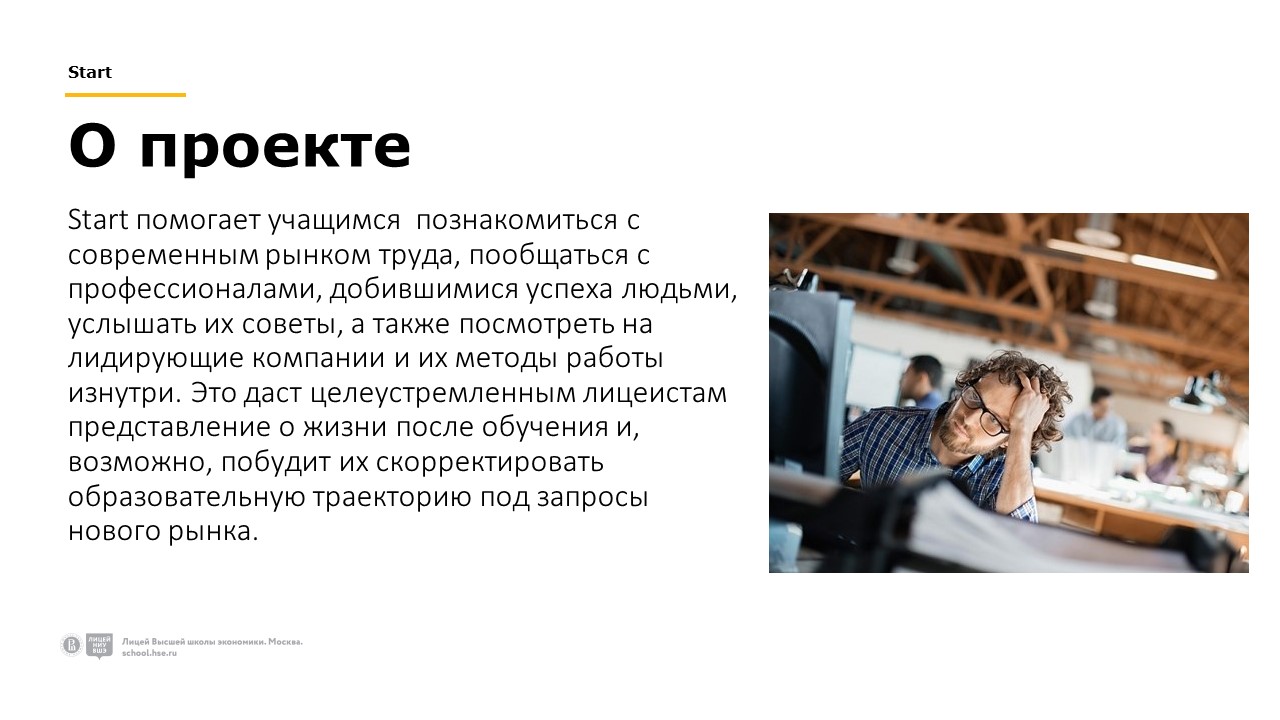 Start
О проекте
Start помогает учащимся  познакомиться с
современным рынком труда, пообщаться с
профессионалами, добившимися успеха людьми,
услышать их советы, а также посмотреть на
лидирующие компании и их методы работы
изнутри. Это даст целеустремленным лицеистам
представление о жизни после обучения и,
возможно, побудит их скорректировать
образовательную траекторию под запросы
нового рынка.
ЛИЦЕЙ
НИУ
ВШЭ
Лицей Высшей школы экономики. Москва.
school.hse.ru